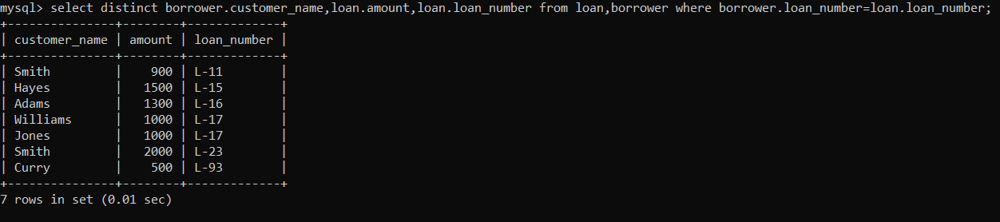 mysql> select distinct borrower.customer_name,loan.amount,loan.loan_number from loan,borrower where borrower.loan_number=loan.loan_number;
+---------------+--------+-------------+
| customer_name | amount | loan_number |
+---------------+--------+-------------+
| Smith         |    900 | L-11        |
| Hayes         |   1500 | L-15        |
| Adams         |   1300 | L-16        |
| Williams      |   1000 | L-17        |
| Jones         |   1000 | L-17        |
| Smith         |   2000 | L-23        |
| Curry         |    500 | L-93        |
+---------------+--------+-------------+
7 rows in set (0.01 sec)